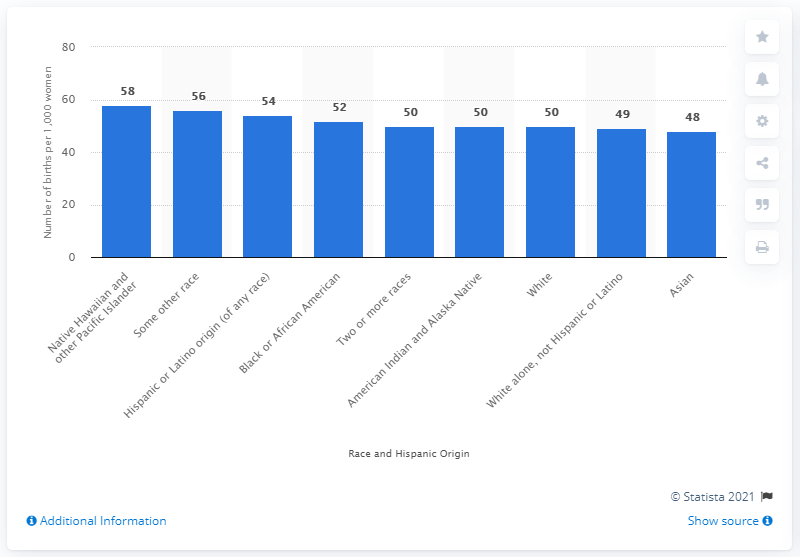 80
60
40
20
0
Number of births per 1,000 women
58
56
54
52
50
50
50
49
48
Native Hawaiian and
other Pacific Islander
Some other race
Hispanic or Latino origin (of any race)
Black or African American
Two or more races
American Indian and Alaska Native
White
White alone, not Hispanic or Latino
Asian
Race and Hispanic Origin
© Statista 2021
Additional Information
Show source